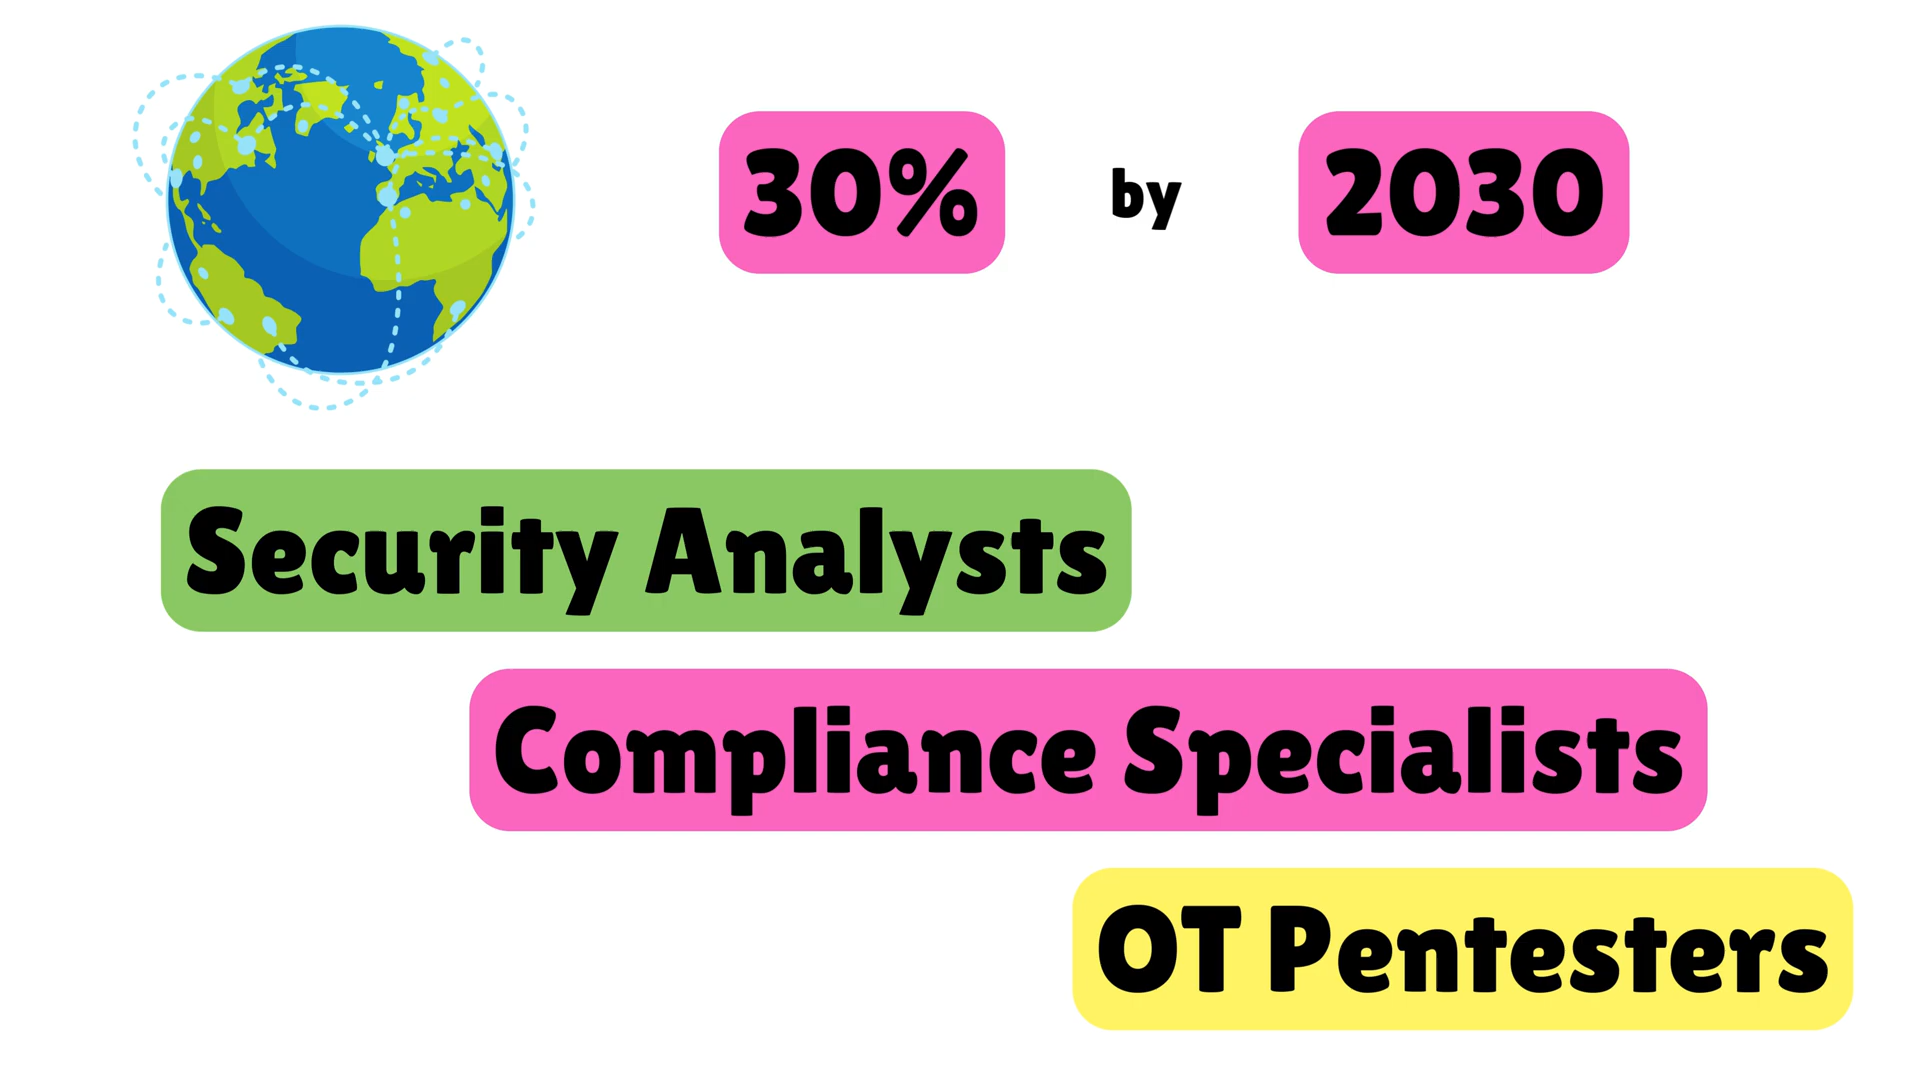 30% by 2030
Security Analysts
Compliance Specialists
OT Pentesters